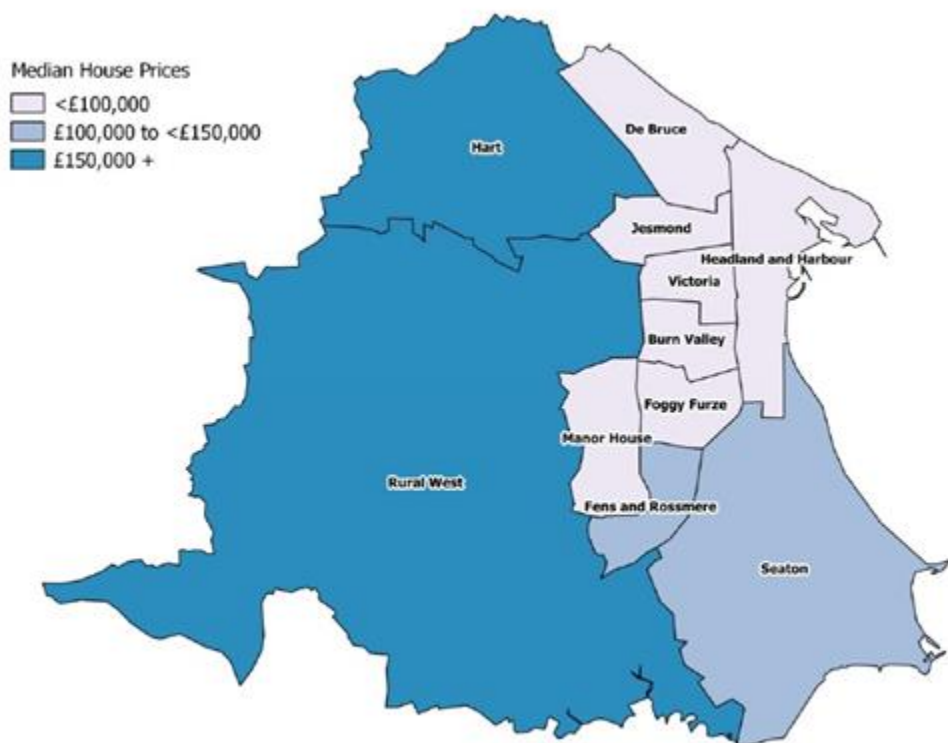 Median House Prices
<£100,000
£100,000 to <£150,000
£150,000 +
De Bruce
Hart
Jesmond
Headland and Harbour
Victoria
Burn Valley
Foggy Furze
Manor House
Rural West
Fens and Rossmere
Seaton